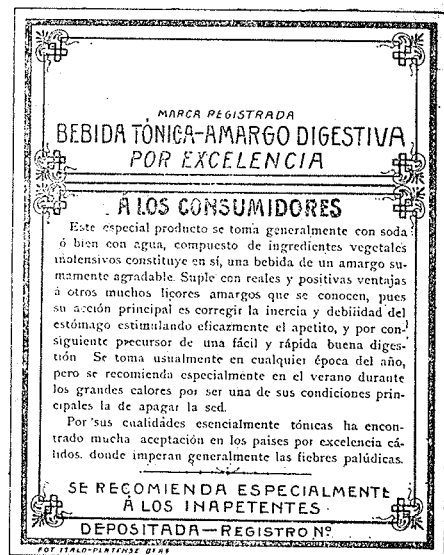 MARCA REGISTRADA
BEBIDA TÓNICA-AMARGO DIGESTIVA
POR EXCELENCIA
Á LOS CONSUMIDORES
Este especial producto se toma generalmente con soda
ó bien con agua, compuesto de ingredientes vegetales
inofensivos constituye en sí, una bebida de un amargo su-
mamente agradable. Suple con reales y positivas ventajas
á otros muchos licores amargos que se conocen, pues
su acción principal es corregir la inercia y debilidad del
estómago estimulando eficazmente el apetito, y por con-
siguiente precursor de una fácil y rápida buena diges-
tión Se toma usualmente en cualquier época del año,
pero se recomienda especialmente en el verano durante
los grandes calores por ser una de sus condiciones prin-
cipales la de apagar la sed.
Por sus cualidades esencialmente tónicas ha encon-
trado mucha aceptación en los paises por excelencia cá-
lidos, donde imperan generalmente las fiebres palúdicas.
SE RECOMIENDA ESPECIALMENTE
Á LOS INAPETENTES
DEPOSITADA—REGISTRO Nº
FOT ITALO-PLATENSE